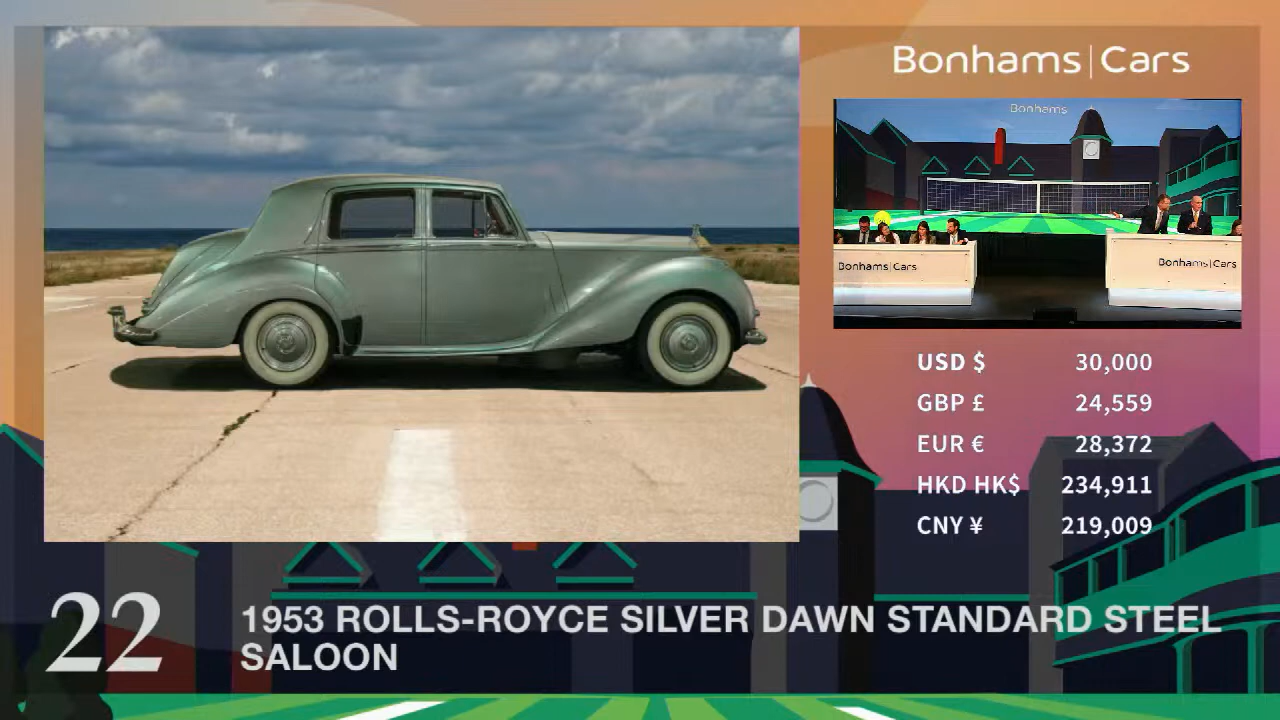 Bonhams|Cars
Bonhams
Bonhams|Cars
Bonhams|Cars
USD $ 30,000
GBP £ 24,559
EUR € 28,372
HKD HK$ 234,911
CNY ¥ 219,009
22
1953 ROLLS-ROYCE SILVER DAWN STANDARD STEEL
SALOON